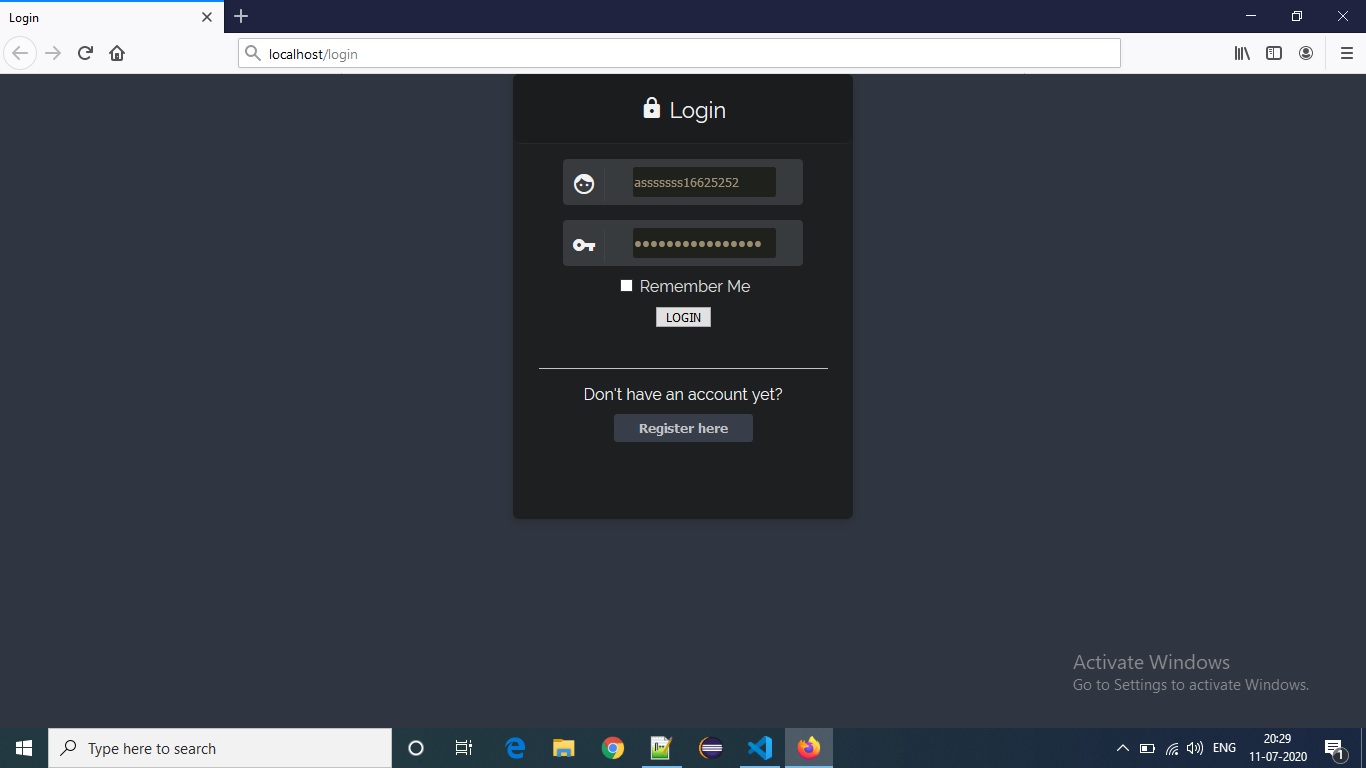 Login
localhost/login
Login
asssssss16625252
••••••••••••••••
Remember Me
LOGIN
Don't have an account yet?
Register here
Activate Windows
Go to Settings to activate Windows.
Type here to search
ENG
20:29
11-07-2020
1